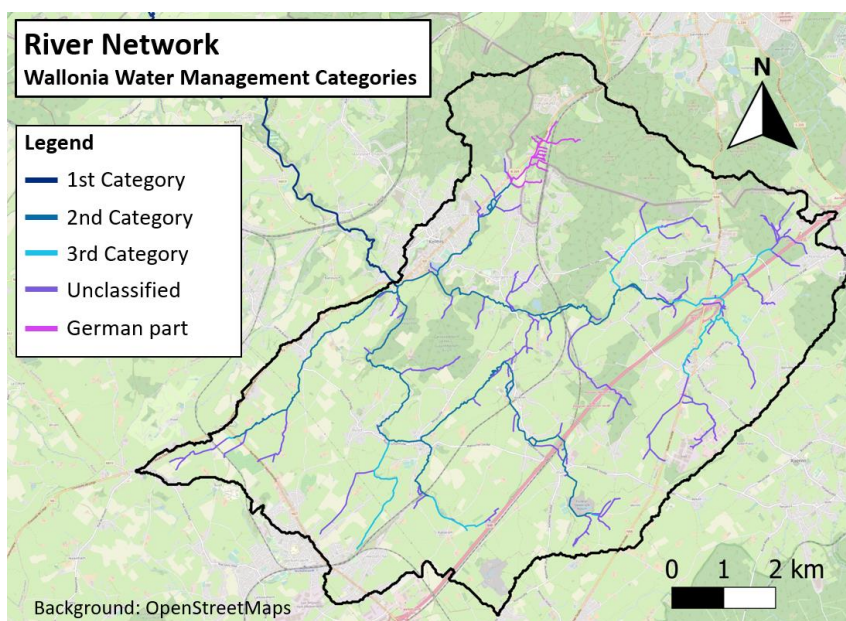 River Network
Wallonia Water Management Categories
Legend
1st Category
2nd Category
3rd Category
Unclassified
German part
N
0 1 2 km
Background: OpenStreetMaps